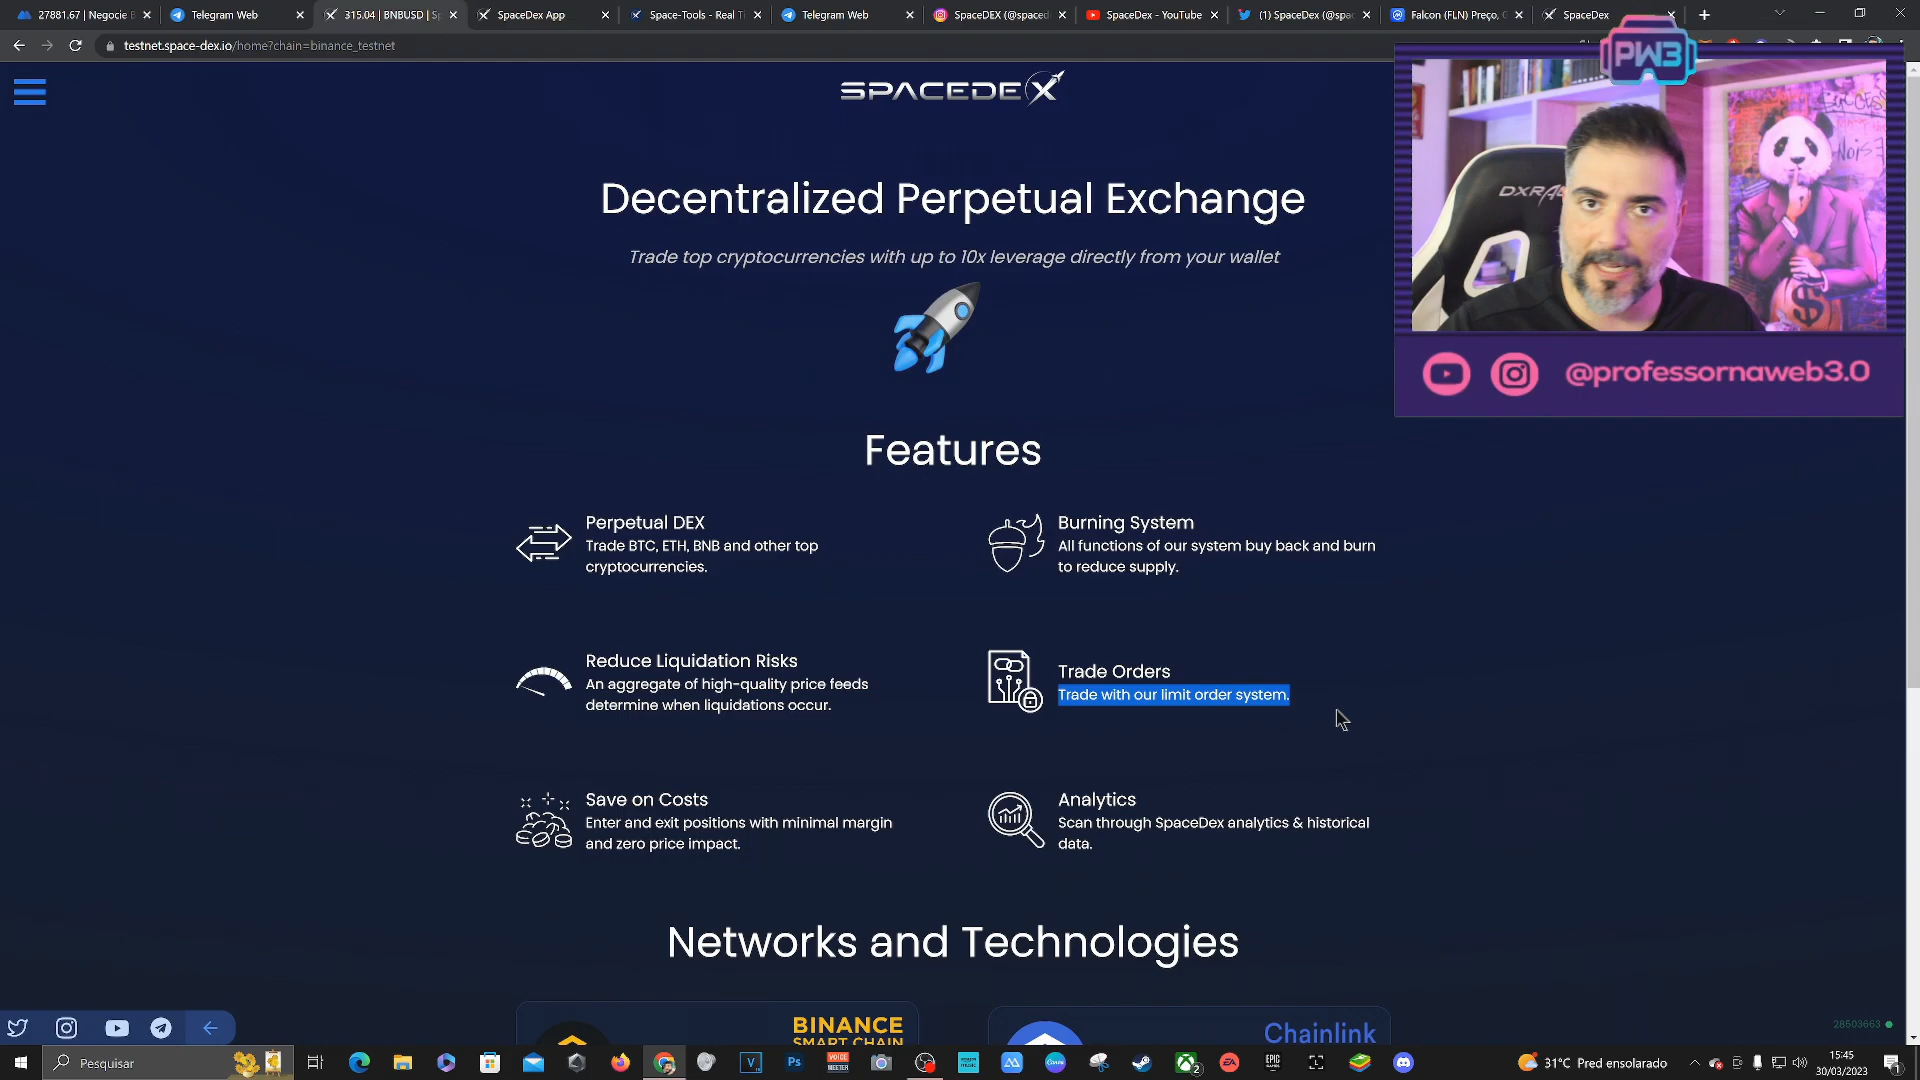 27881.67 | Negocie B
Telegram Web
315.04 | BNBUSD | Sp
SpaceDex App
Space-Tools - Real Ti
Telegram Web
SpaceDEX (@spaced
SpaceDex - YouTube
(1) SpaceDex (@spac
Falcon (FLN) Preço, G
SpaceDex
testnet.space-dex.io/home?chain=binance_testnet
PW3
DXRA
@professornaweb3.0
SPACEDEX
Decentralized Perpetual Exchange
Trade top cryptocurrencies with up to 10x leverage directly from your wallet
Features
Perpetual DEX
Trade BTC, ETH, BNB and other top
cryptocurrencies.
Burning System
All functions of our system buy back and burn
to reduce supply.
Reduce Liquidation Risks
An aggregate of high-quality price feeds
determine when liquidations occur.
Trade Orders
Trade with our limit order system.
Save on Costs
Enter and exit positions with minimal margin
and zero price impact.
Analytics
Scan through SpaceDex analytics & historical
data.
Networks and Technologies
BINANCE
SMART CHAIN
Chainlink
28503663
Pesquisar
31°C Pred ensolarado
15:45
30/03/2023